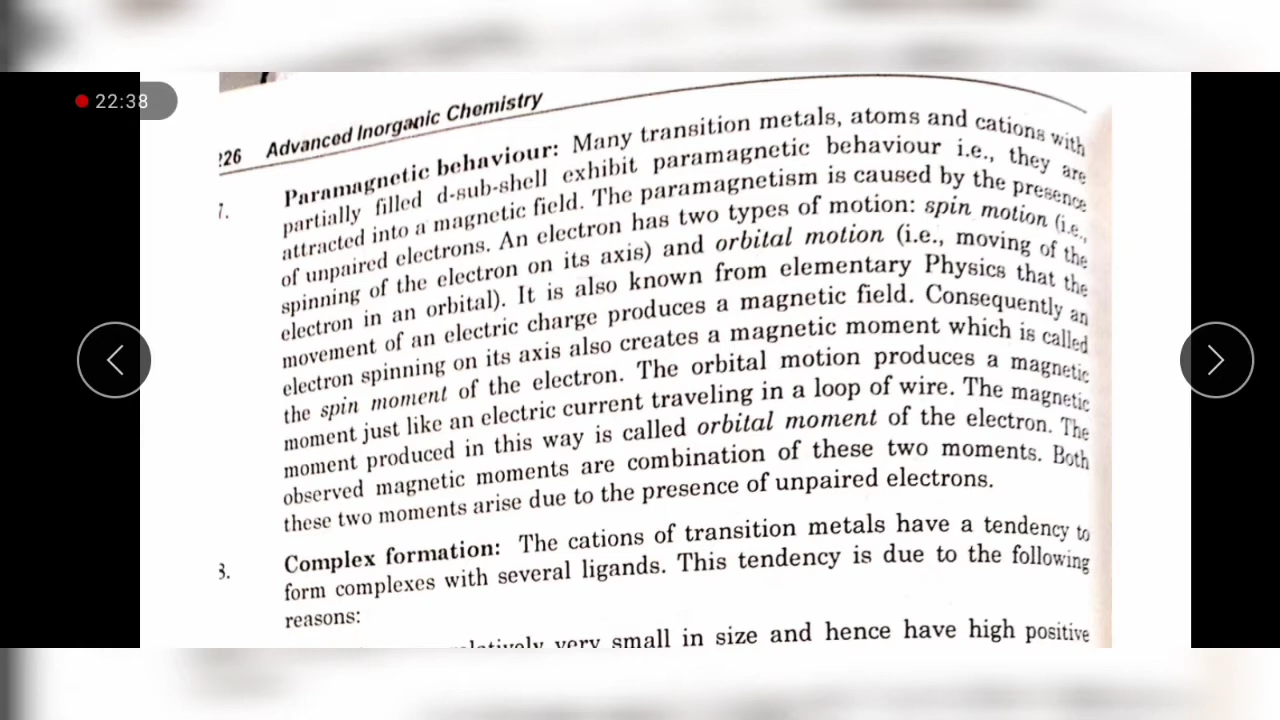 22:38
226 Advanced Inorganic Chemistry
7. Paramagnetic behaviour: Many transition metals, atoms and cations with
partially filled d-sub-shell exhibit paramagnetic behaviour i.e., they are
attracted into a magnetic field. The paramagnetism is caused by the presence
of unpaired electrons. An electron has two types of motion: spin motion (i.e.,
spinning of the electron on its axis) and orbital motion (i.e., moving of the
electron in an orbital). It is also known from elementary Physics that the
movement of an electric charge produces a magnetic field. Consequently an
electron spinning on its axis also creates a magnetic moment which is called
the spin moment of the electron. The orbital motion produces a magnetic
moment just like an electric current traveling in a loop of wire. The magnetic
moment produced in this way is called orbital moment of the electron. The
observed magnetic moments are combination of these two moments. Both
these two moments arise due to the presence of unpaired electrons.
8. Complex formation: The cations of transition metals have a tendency to
form complexes with several ligands. This tendency is due to the following
reasons:
very small in size and hence have high positive